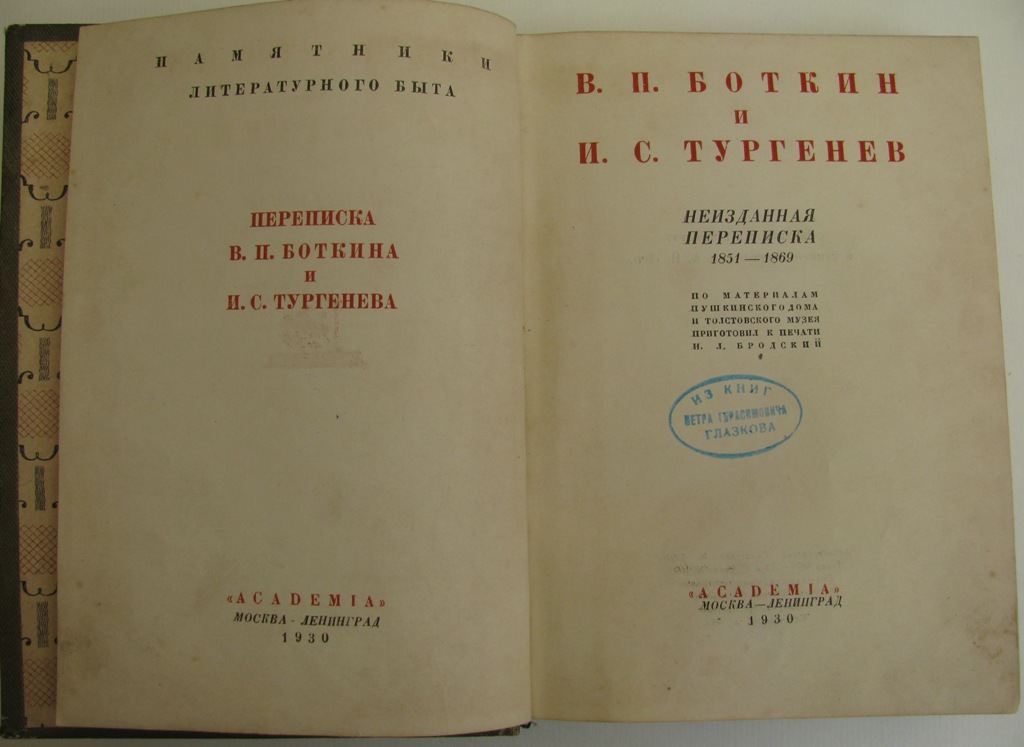 ПАМЯТНИКИ
ЛИТЕРАТУРНОГО БЫТА
ПЕРЕПИСКА
В. П. БОТКИНА
И
И. С. ТУРГЕНЕВА
«ACADEMIA»
МОСКВА - ЛЕНИНГРАД
1930
В. П. БОТКИН
И
И. С. ТУРГЕНЕВ
НЕИЗДАННАЯ
ПЕРЕПИСКА
1851—1869
ПО МАТЕРИАЛАМ
ПУШКИНСКОГО ДОМА
И ТОЛСТОВСКОГО МУЗЕЯ
ПРИГОТОВИЛ К ПЕЧАТИ
Н. Л. БРОДСКИЙ
ИЗ КНИГ
ПЕТРА ГЕРАСИМОВИЧА
ГЛАЗКОВА
«ACADEMIA»
МОСКВА—ЛЕНИНГРАД
1930